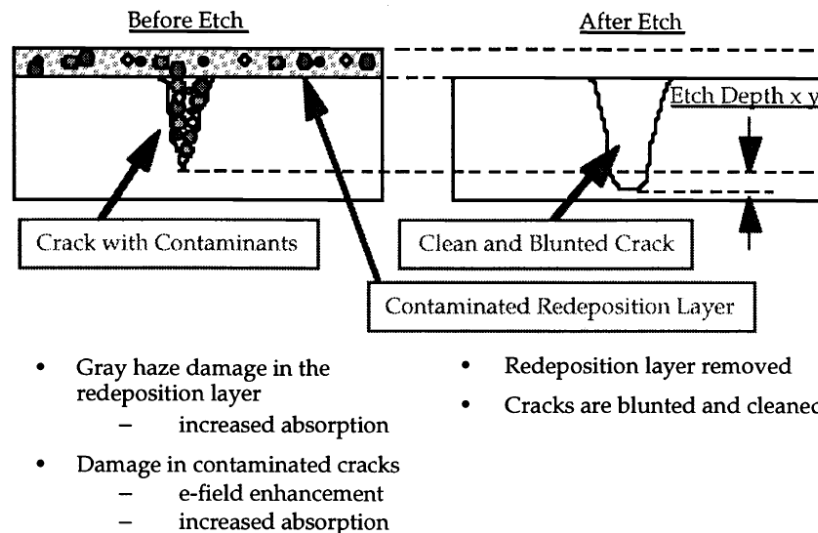 Before Etch
After Etch
Etch Depth x y
Crack with Contaminants
Clean and Blunted Crack
Contaminated Redeposition Layer
• Gray haze damage in the
redeposition layer
– increased absorption
• Damage in contaminated cracks
– e-field enhancement
– increased absorption
• Redeposition layer removed
• Cracks are blunted and cleaned